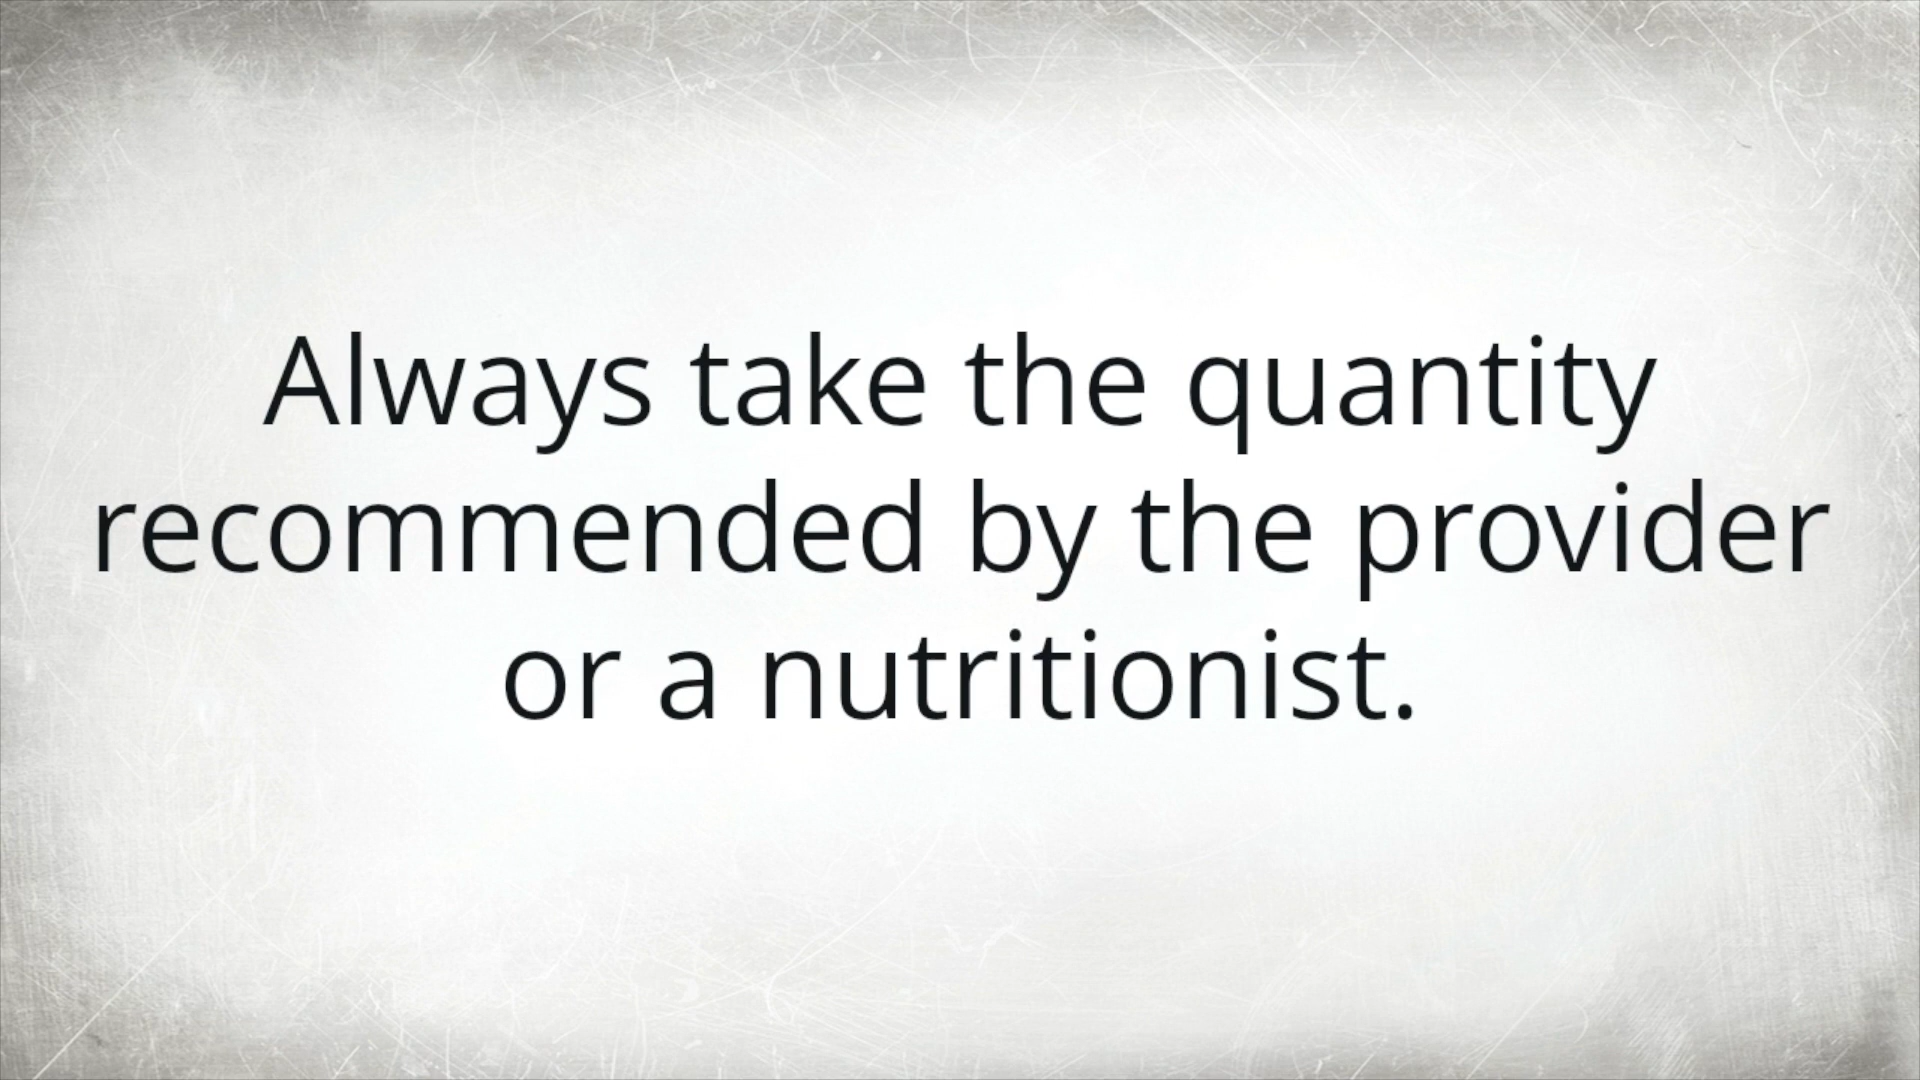 Always take the quantity
recommended by the provider
or a nutritionist.